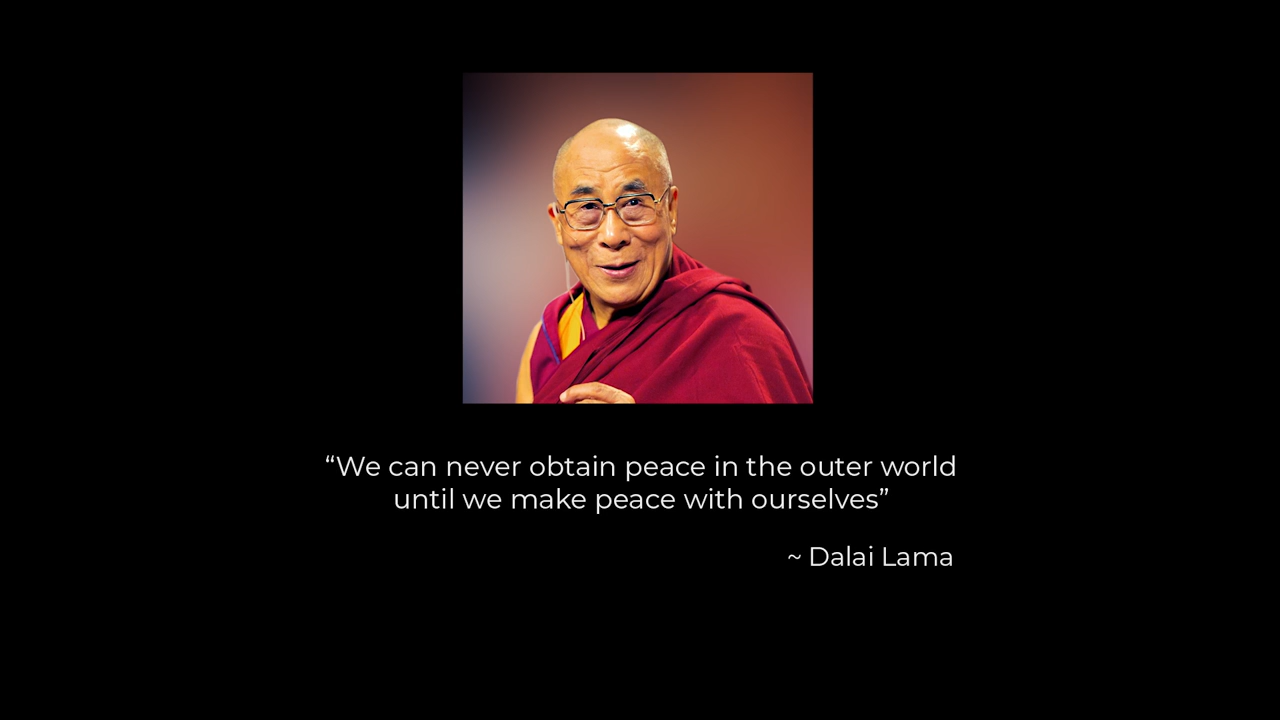 “We can never obtain peace in the outer world
until we make peace with ourselves”
~ Dalai Lama